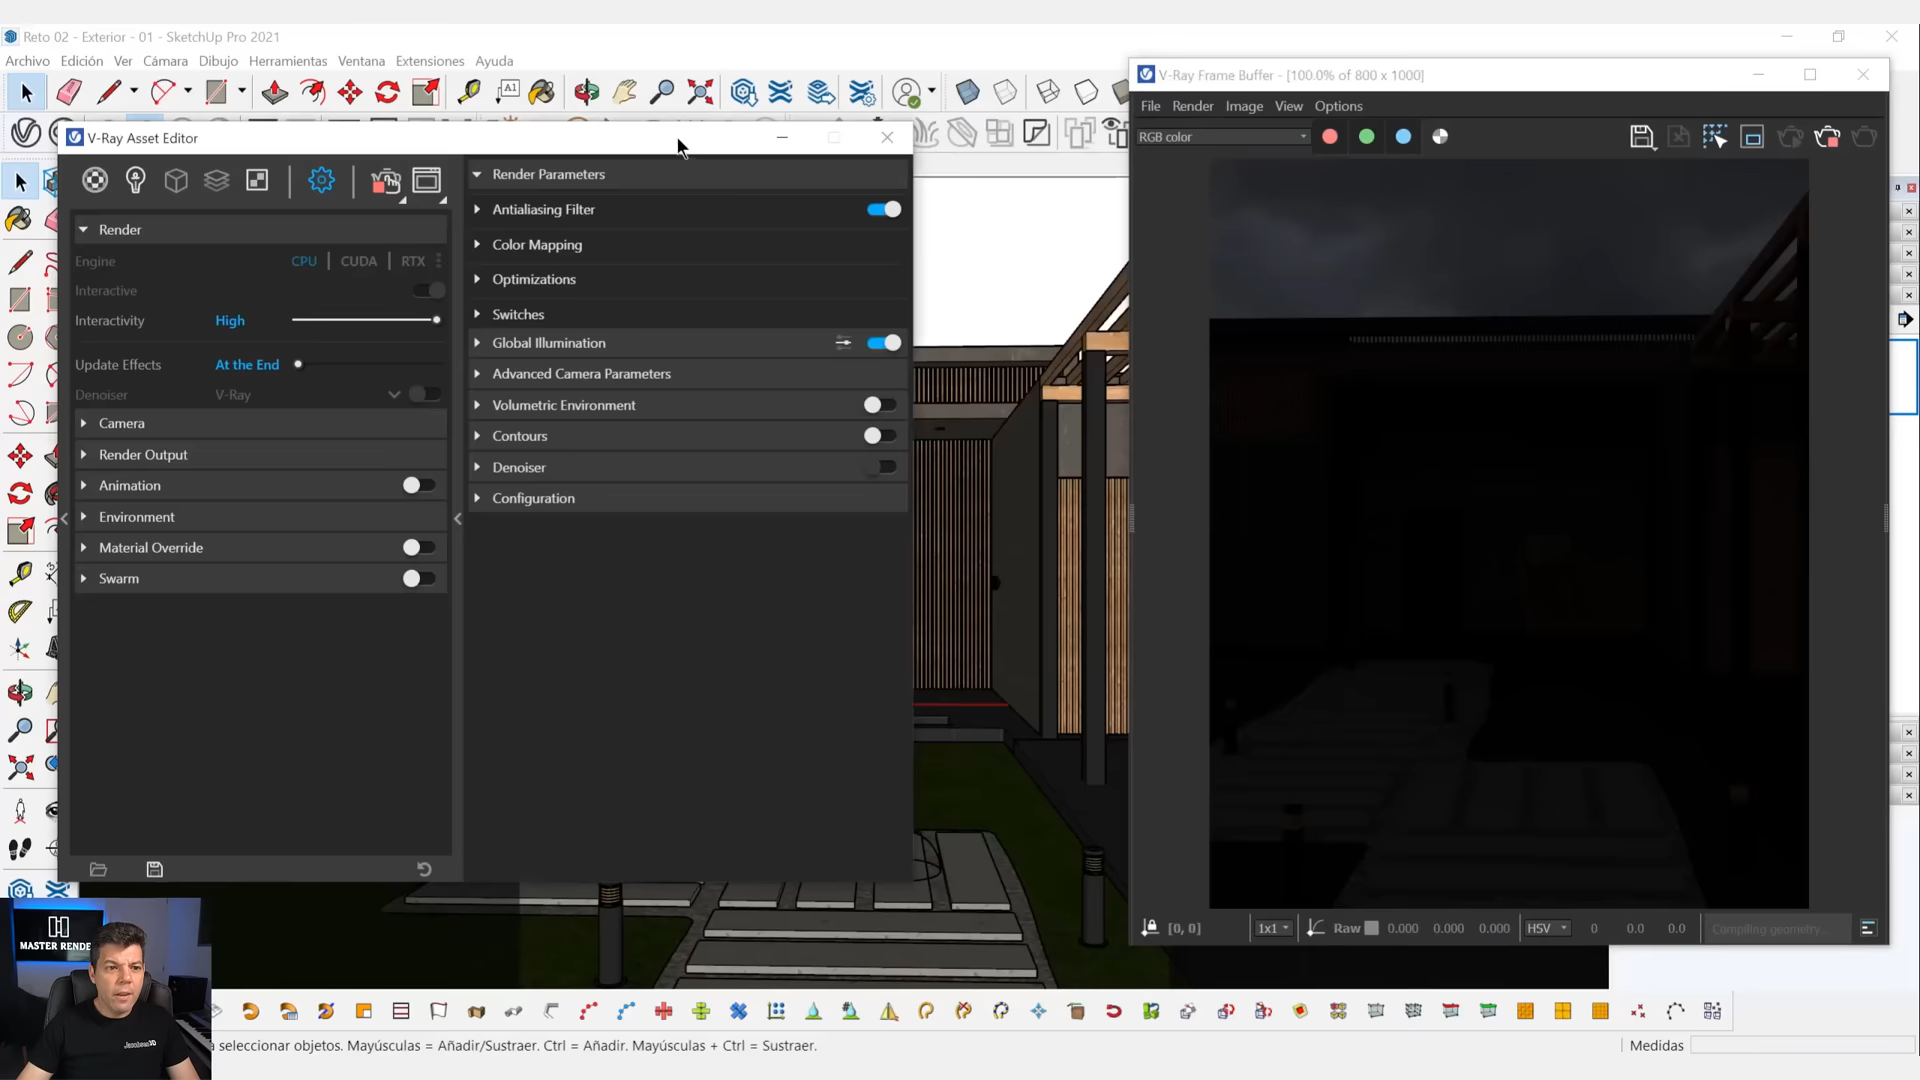 Reto 02 - Exterior - 01 - SketchUp Pro 2021
Archivo Edición Ver Cámara Dibujo Herramientas Ventana Extensiones Ayuda
A1
V-Ray Asset Editor
Render
Engine CPU | CUDA | RTX
Interactive
Interactivity High
Update Effects At the End
Denoiser V-Ray
Camera
Render Output
Animation
Environment
Material Override
Swarm
Render Parameters
Antialiasing Filter
Color Mapping
Optimizations
Switches
Global Illumination
Advanced Camera Parameters
Volumetric Environment
Contours
Denoiser
Configuration
V-Ray Frame Buffer - [100.0% of 800 x 1000]
File Render Image View Options
RGB color
[0, 0] 1x1 Raw 0.000 0.000 0.000 HSV 0 0.0 0.0 Compiling geometry...
MASTER RENDE
Jacobson3D
a seleccionar objetos. Mayúsculas = Añadir/Sustraer. Ctrl = Añadir. Mayúsculas + Ctrl = Sustraer.
Medidas